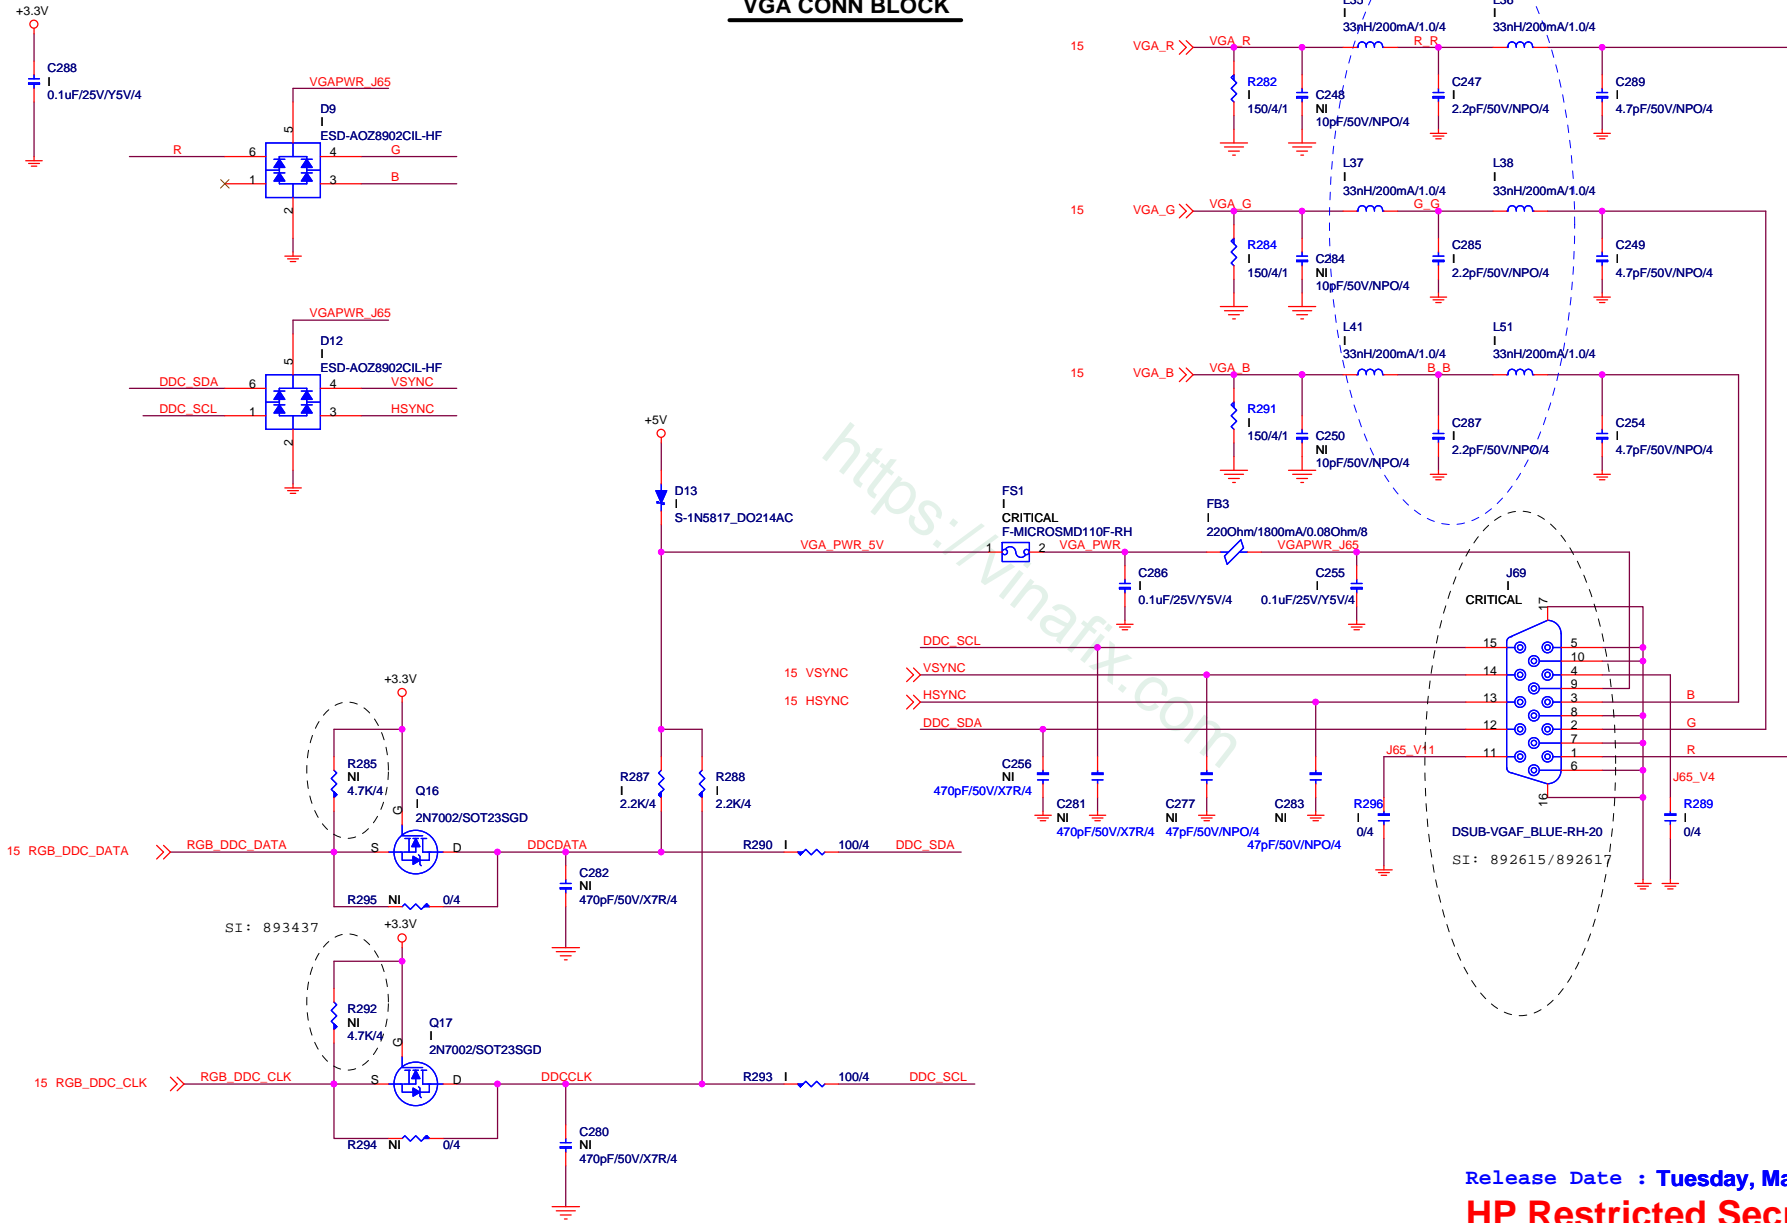 VGA CONN BLOCK
+3.3V
C288
I
0.1uF/25V/Y5V/4
VGAPWR_J65
D9
I
ESD-AOZ8902CIL-HF
5
R
6
4
G
1
3
B
2
VGAPWR_J65
D12
I
ESD-AOZ8902CIL-HF
5
DDC_SDA
6
4
VSYNC
DDC_SCL
1
3
HSYNC
2
L35
I
33nH/200mA/1.0/4
L36
I
33nH/200mA/1.0/4
15
VGA_R
VGA_R
R_R
R282
I
150/4/1
C248
NI
10pF/50V/NPO/4
C247
I
2.2pF/50V/NPO/4
C289
I
4.7pF/50V/NPO/4
L37
I
33nH/200mA/1.0/4
L38
I
33nH/200mA/1.0/4
15
VGA_G
VGA_G
G_G
R284
I
150/4/1
C284
NI
10pF/50V/NPO/4
C285
I
2.2pF/50V/NPO/4
C249
I
4.7pF/50V/NPO/4
L41
I
33nH/200mA/1.0/4
L51
I
33nH/200mA/1.0/4
15
VGA_B
VGA_B
B_B
R291
I
150/4/1
C250
NI
10pF/50V/NPO/4
C287
I
2.2pF/50V/NPO/4
C254
I
4.7pF/50V/NPO/4
https://vinafix.com
+5V
D13
I
S-1N5817_DO214AC
VGA_PWR_5V
FS1
I
CRITICAL
F-MICROSMD110F-RH
1
2
VGA_PWR
FB3
I
220Ohm/1800mA/0.08Ohm/8
VGAPWR_J65
C286
I
0.1uF/25V/Y5V/4
C255
I
0.1uF/25V/Y5V/4
J69
I
CRITICAL
17
DDC_SCL
15
5
10
15 VSYNC
VSYNC
14
4
9
15 HSYNC
HSYNC
13
3
B
8
DDC_SDA
12
2
G
7
J65_V11
11
1
R
6
J65_V4
16
C256
NI
470pF/50V/X7R/4
C281
NI
470pF/50V/X7R/4
C277
NI
47pF/50V/NPO/4
C283
NI
47pF/50V/NPO/4
R296
I
0/4
R289
I
0/4
DSUB-VGAF_BLUE-RH-20
SI: 892615/892617
+3.3V
R285
NI
4.7K/4
Q16
I
2N7002/SOT23SGD
G
R287
I
2.2K/4
R288
I
2.2K/4
15 RGB_DDC_DATA
RGB_DDC_DATA
S
D
DDCDATA
R290 I
100/4
DDC_SDA
R295 NI
0/4
C282
NI
470pF/50V/X7R/4
SI: 893437
+3.3V
R292
NI
4.7K/4
Q17
I
2N7002/SOT23SGD
G
15 RGB_DDC_CLK
RGB_DDC_CLK
S
D
DDCCLK
R293 I
100/4
DDC_SCL
R294 NI
0/4
C280
NI
470pF/50V/X7R/4
Release Date : Tuesday, Ma
HP Restricted Secr